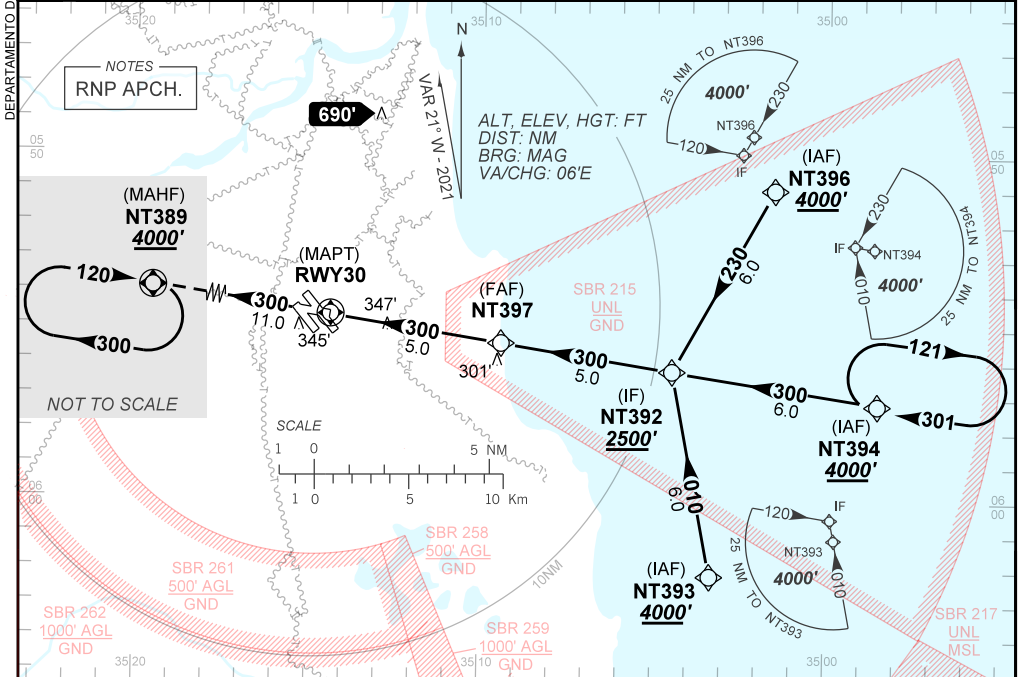 DEPARTAMENTO D
35 20
35 10
35 00
NOTES
RNP APCH.
690'
VAR 21° W - 2021
N
ALT, ELEV, HGT: FT
DIST: NM
BRG: MAG
VA/CHG: 06'E
25 NM TO NT396
4000'
230
NT396
120
IF
05
50
05
50
(IAF)
NT396
4000'
(MAHF)
NT389
4000'
120
300
NOT TO SCALE
(MAPT)
RWY30
300
11.0
345'
347'
300
5.0
(FAF)
NT397
301'
SBR 215
UNL
GND
230
6.0
230
IF
NT394
4000'
010
25 NM TO NT394
300
5.0
(IF)
NT392
2500'
300
6.0
121
301
(IAF)
NT394
4000'
SCALE
1 0 5 NM
1 0 5 10 Km
010
6.0
(IAF)
NT393
4000'
120
IF
NT393
4000'
010
25 NM TO NT393
06
00
06
00
SBR 258
500' AGL
GND
SBR 261
500' AGL
GND
SBR 262
1000' AGL
GND
SBR 259
1000' AGL
GND
10NM
SBR 217
UNL
MSL
35 20
35 10
35 00